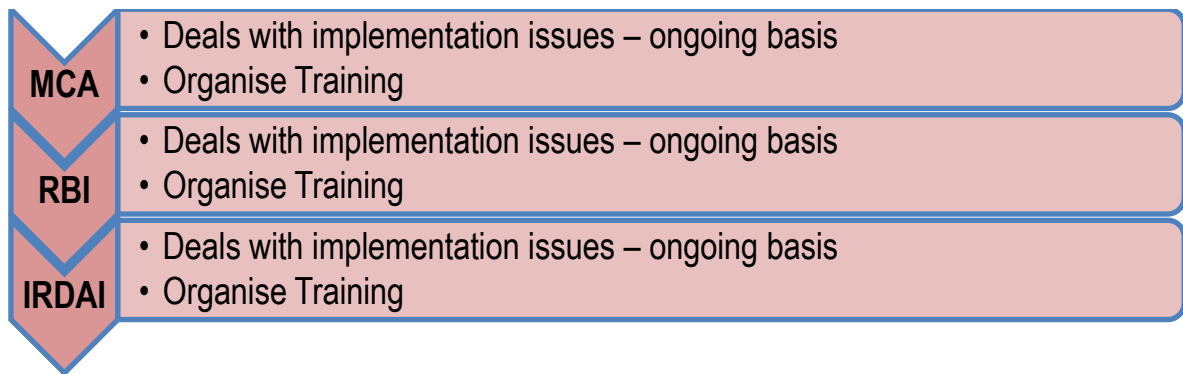 MCA
• Deals with implementation issues – ongoing basis
• Organise Training
RBI
• Deals with implementation issues – ongoing basis
• Organise Training
IRDAI
• Deals with implementation issues – ongoing basis
• Organise Training